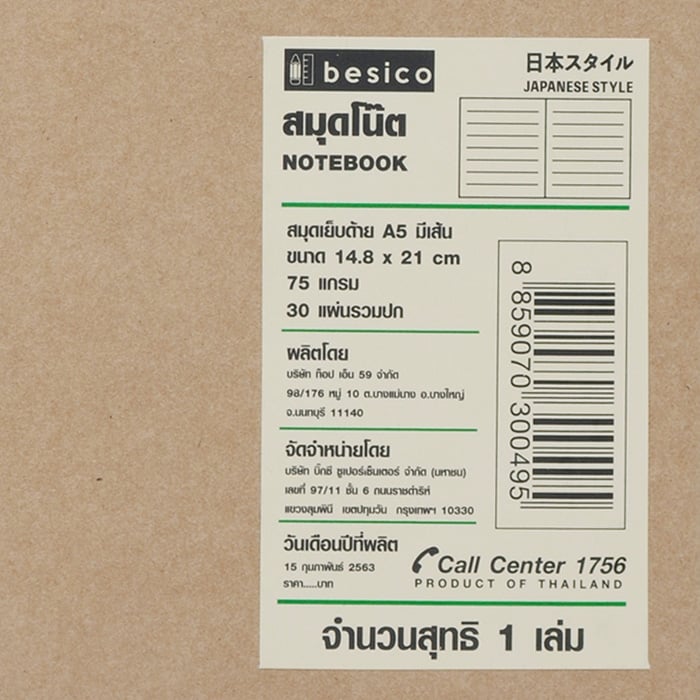 besico
日本スタイル
JAPANESE STYLE
สมุดโน๊ต
NOTEBOOK
สมุดเย็บด้าย A5 มีเส้น
ขนาด 14.8 x 21 cm
75 แกรม
30 แผ่นรวมปก
8 859070 300495
ผลิตโดย
บริษัท ท็อป เอ็น 59 จำกัด
98/176 หมู่ 10 ต.บางแม่นาง อ.บางใหญ่
จ.นนทบุรี 11140
จัดจำหน่ายโดย
บริษัท บิ๊กซี ซูเปอร์เซ็นเตอร์ จำกัด (มหาชน)
เลขที่ 97/11 ชั้น 6 ถนนราชดำริห์
แขวงลุมพินี เขตปทุมวัน กรุงเทพฯ 10330
วันเดือนปีที่ผลิต
15 กุมภาพันธ์ 2563
ราคา.....บาท
Call Center 1756
PRODUCT OF THAILAND
จำนวนสุทธิ 1 เล่ม